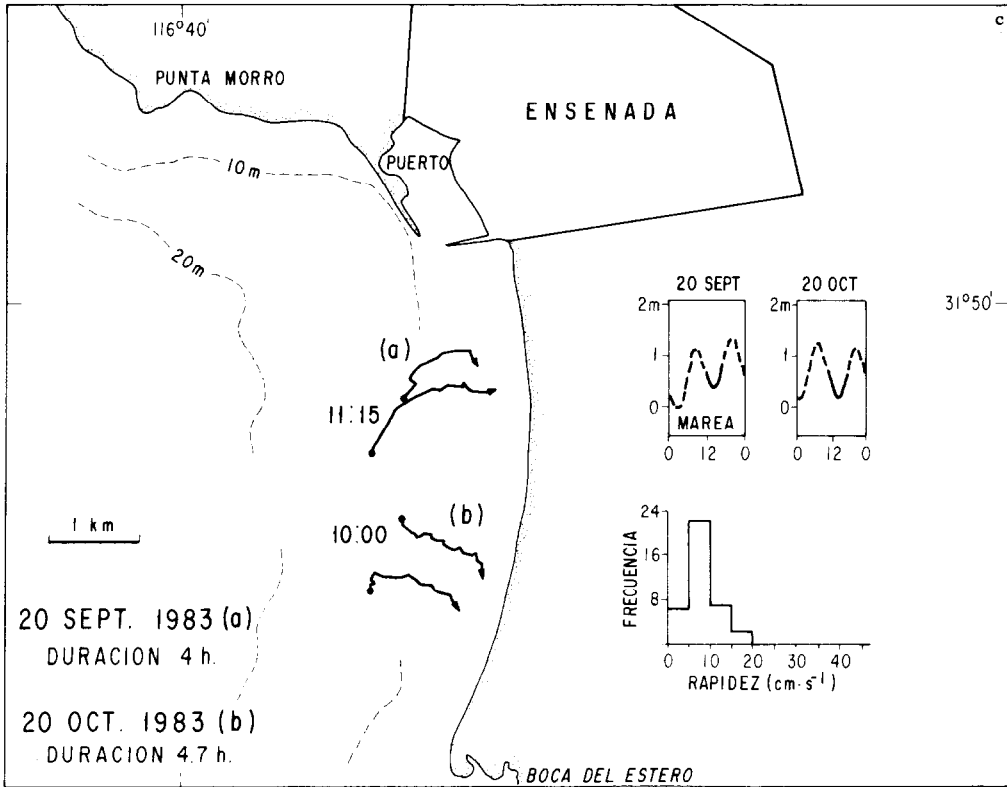 c
116°40'
PUNTA MORRO
ENSENADA
PUERTO
10m
20m
20 SEPT
20 OCT
31°50'
2m
1
0
MAREA
0 12 0
2m
1
0
0 12 0
(a)
11:15
(b)
10:00
1 km
24
16
8
FRECUENCIA
0 10 20 30 40
RAPIDEZ (cm·s⁻¹)
20 SEPT. 1983 (a)
DURACION 4 h.
20 OCT. 1983 (b)
DURACION 4.7 h.
BOCA DEL ESTERO